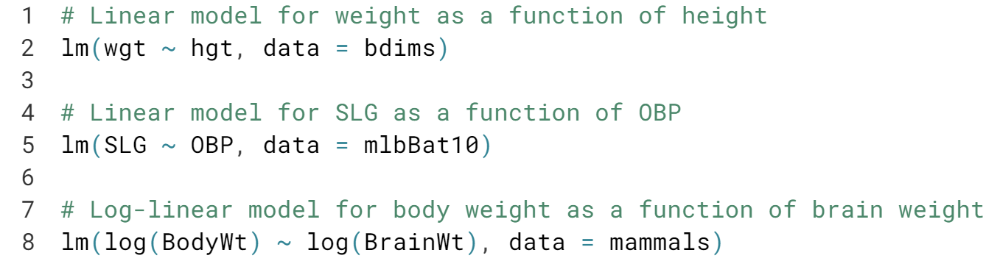 1 # Linear model for weight as a function of height
2 lm(wgt ~ hgt, data = bdims)
3
4 # Linear model for SLG as a function of OBP
5 lm(SLG ~ OBP, data = mlbBat10)
6
7 # Log-linear model for body weight as a function of brain weight
8 lm(log(BodyWt) ~ log(BrainWt), data = mammals)